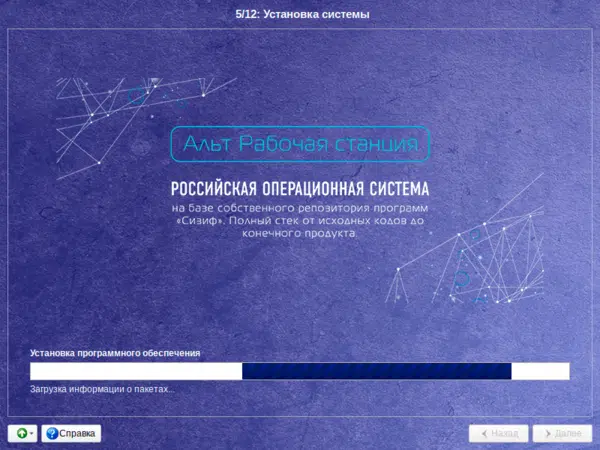 5/12: Установка системы
Альт Рабочая станция
РОССИЙСКАЯ ОПЕРАЦИОННАЯ СИСТЕМА
на базе собственного репозитория программ
«Сизиф». Полный стек от исходных кодов до
конечного продукта.
Установка программного обеспечения
Загрузка информации о пакетах...
Справка
Назад
Далее